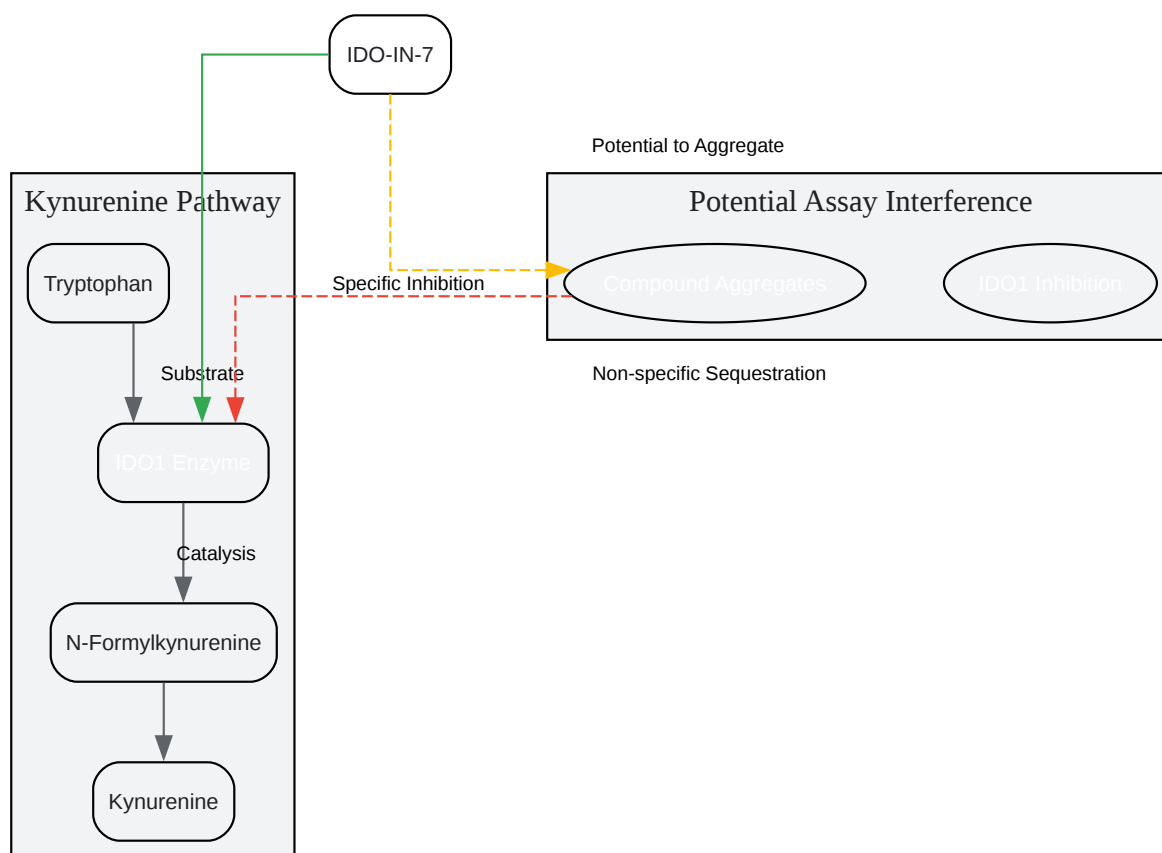 IDO-IN-7
Potential to Aggregate
Kynurenine Pathway
Potential Assay Interference
Tryptophan
Specific Inhibition
Compound Aggregates
IDO1 Inhibition
Substrate
Non-specific Sequestration
IDO1 Enzyme
Catalysis
N-Formylkynurenine
Kynurenine